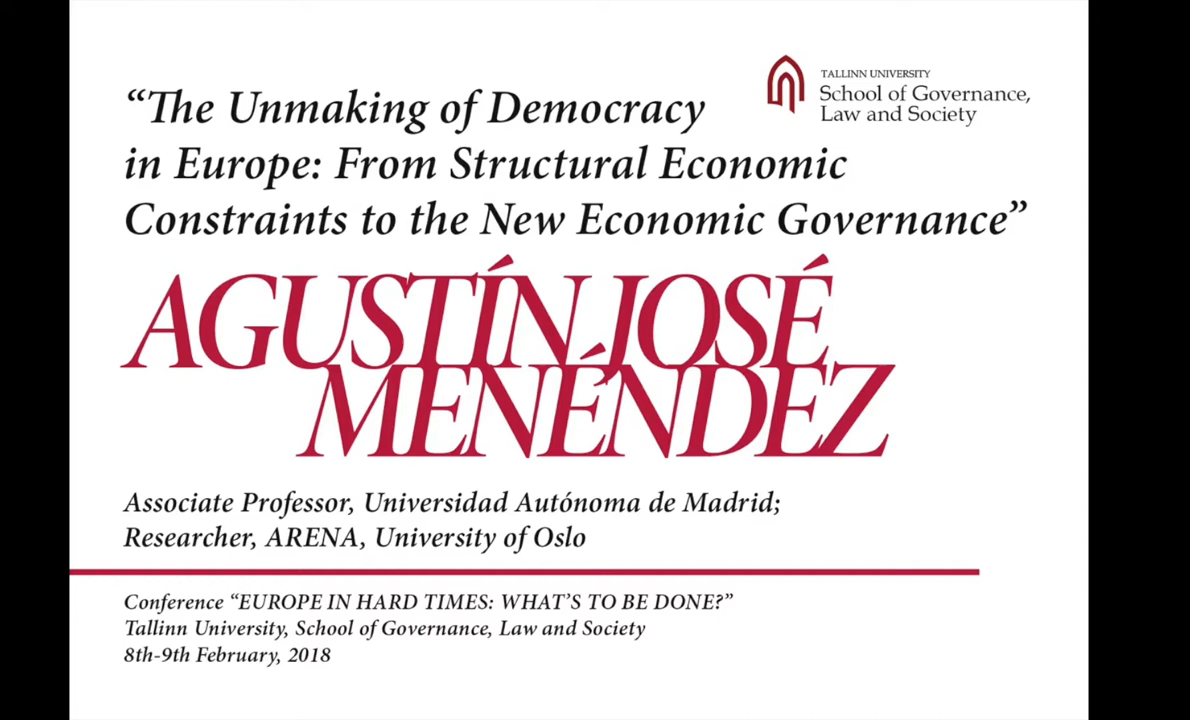 TALLINN UNIVERSITY
School of Governance,
Law and Society
“The Unmaking of Democracy
in Europe: From Structural Economic
Constraints to the New Economic Governance”
AGUSTÍN JOSÉ
MENÉNDEZ
Associate Professor, Universidad Autónoma de Madrid;
Researcher, ARENA, University of Oslo
Conference “EUROPE IN HARD TIMES: WHAT’S TO BE DONE?”
Tallinn University, School of Governance, Law and Society
8th-9th February, 2018